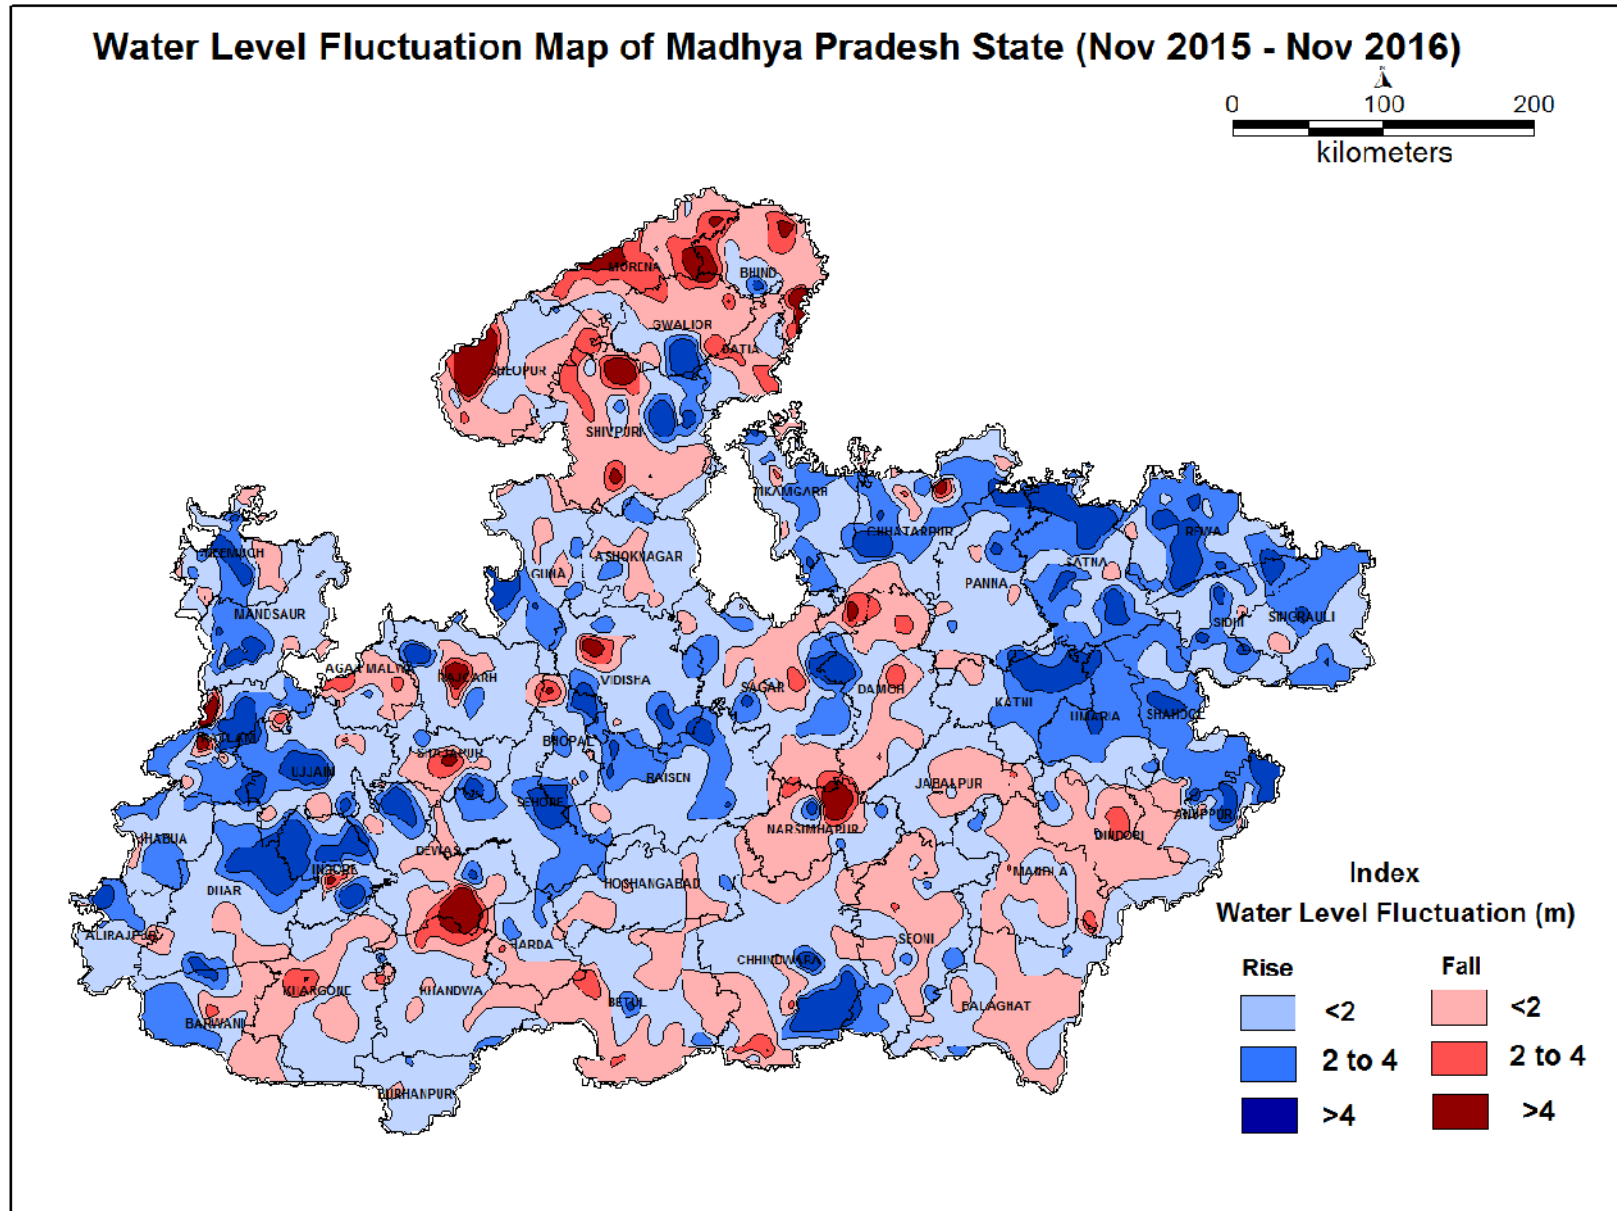 Water Level Fluctuation Map of Madhya Pradesh State (Nov 2015 - Nov 2016)
N
0 100 200
kilometers
MORENA
BHIND
GWALIOR
DATIA
SHEOPUR
SHIVPURI
TIKAMGARH
CHHATARPUR
REWA
NEEMUCH
ASHOKNAGAR
GUNA
SATNA
PANNA
MANDSAUR
SIDHI
SINGRAULI
AGAR MALWA
RAJGARH
VIDISHA
SAGAR
DAMOH
KATNI
UMARIA
SHAHDOL
RATLAM
UJJAIN
SHAJAPUR
BHOPAL
RAISEN
JABALPUR
SEHORE
ANUPPUR
JHABUA
NARSIMHAPUR
DINDORI
DEWAS
INDORE
MANDLA
DHAR
HOSHANGABAD
ALIRAJPUR
HARDA
SEONI
CHHINDWARA
KHARGONE
KHANDWA
BETUL
BALAGHAT
BARWANI
BURHANPUR
Index
Water Level Fluctuation (m)
Rise Fall
<2 <2
2 to 4 2 to 4
>4 >4